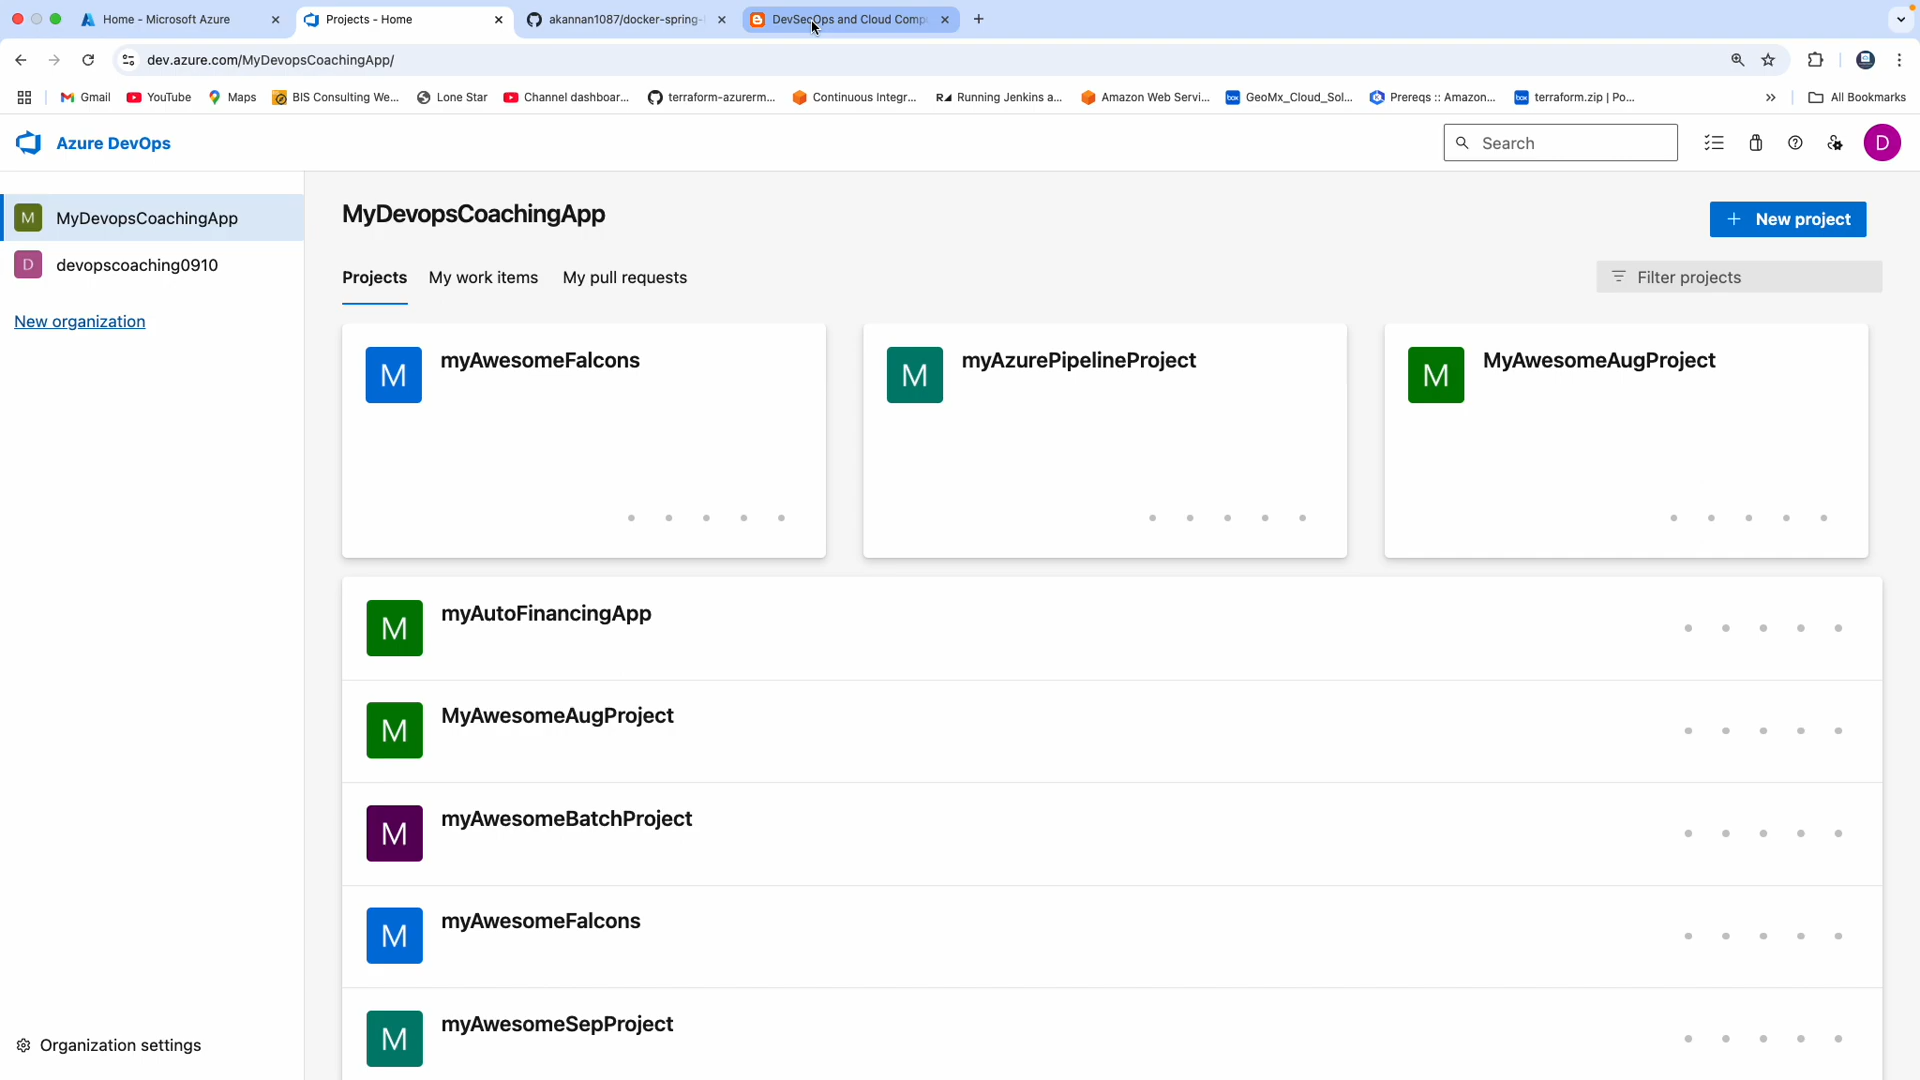 Home - Microsoft Azure
Projects - Home
akannan1087/docker-spring-
DevSecOps and Cloud Comp
dev.azure.com/MyDevopsCoachingApp/
Gmail
YouTube
Maps
BIS Consulting We...
Lone Star
Channel dashboar...
terraform-azurerm...
Continuous Integr...
Running Jenkins a...
Amazon Web Servi...
GeoMx_Cloud_Sol...
Prereqs :: Amazon...
terraform.zip | Po...
All Bookmarks
Azure DevOps
Search
D
M MyDevopsCoachingApp
D devopscoaching0910
New organization
MyDevopsCoachingApp
New project
Projects
My work items
My pull requests
Filter projects
M myAwesomeFalcons
M myAzurePipelineProject
M MyAwesomeAugProject
M myAutoFinancingApp
M MyAwesomeAugProject
M myAwesomeBatchProject
M myAwesomeFalcons
M myAwesomeSepProject
Organization settings